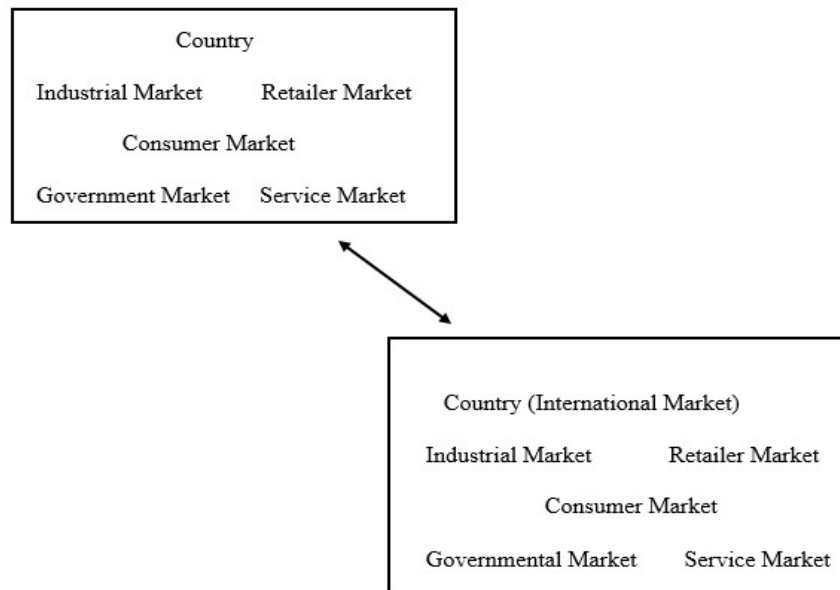 Country
Industrial Market Retailer Market
Consumer Market
Government Market Service Market
Country (International Market)
Industrial Market Retailer Market
Consumer Market
Governmental Market Service Market